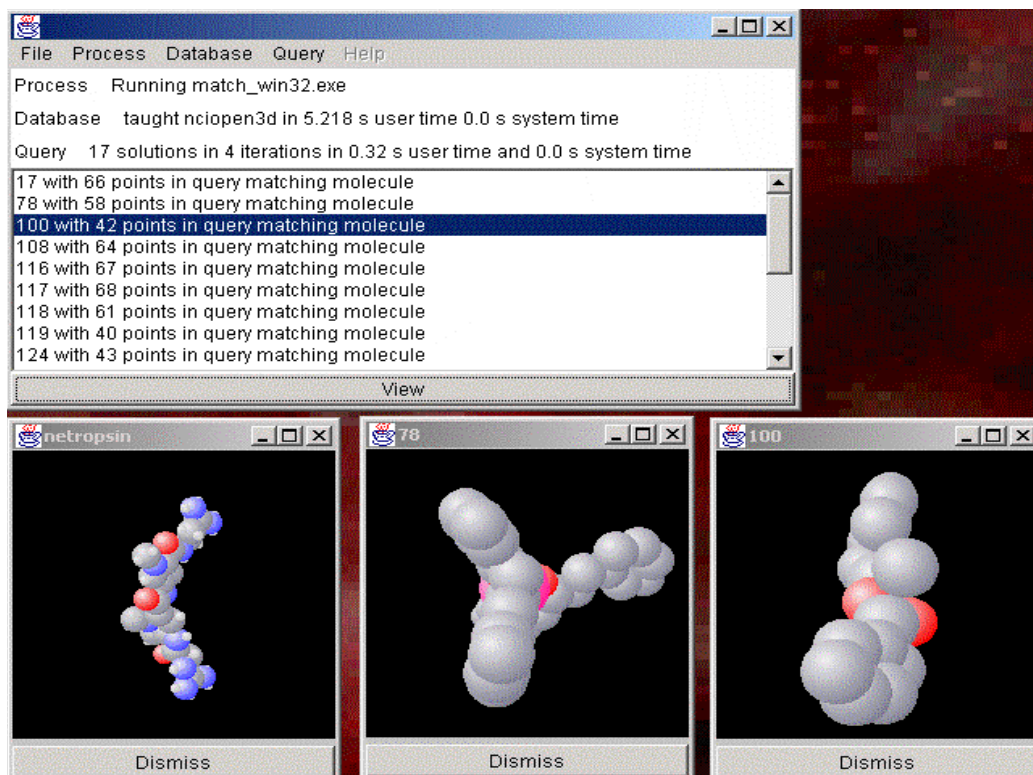 File Process Database Query Help
Process Running match_win32.exe
Database taught nciopen3d in 5.218 s user time 0.0 s system time
Query 17 solutions in 4 iterations in 0.32 s user time and 0.0 s system time
17 with 66 points in query matching molecule
78 with 58 points in query matching molecule
100 with 42 points in query matching molecule
108 with 64 points in query matching molecule
116 with 67 points in query matching molecule
117 with 68 points in query matching molecule
118 with 61 points in query matching molecule
119 with 40 points in query matching molecule
124 with 43 points in query matching molecule
View
netropsin 78 100
Dismiss Dismiss Dismiss